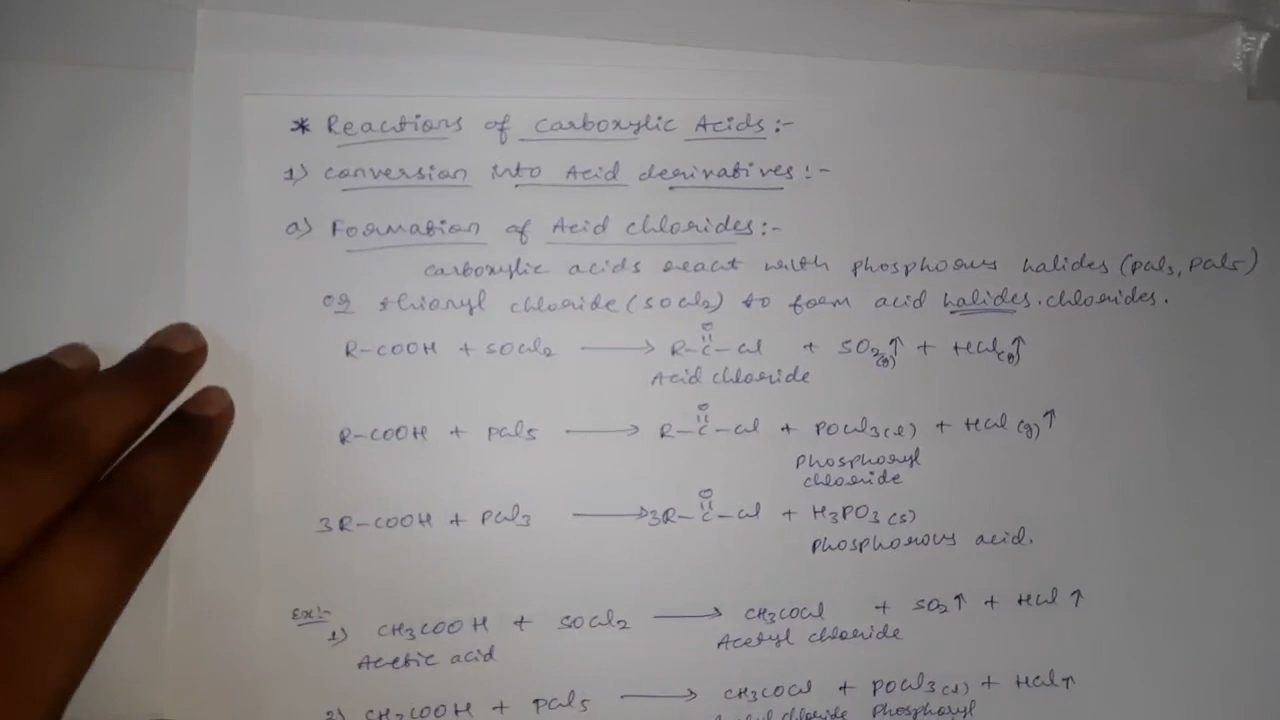 * Reactions of Carboxylic Acids:-
1) Conversion into Acid derivatives:-
a) Formation of Acid chlorides:-
carboxylic acids react with phosphorus halides (PCl3, PCl5)
or thionyl chloride (SOCl2) to form acid halides. chlorides.
R-COOH + SOCl2 ⟶ R-C(=O)-Cl + SO2(g)↑ + HCl(g)↑
Acid chloride
R-COOH + PCl5 ⟶ R-C(=O)-Cl + POCl3(l) + HCl(g)↑
Phosphoryl
chloride
3R-COOH + PCl3 ⟶ 3R-C(=O)-Cl + H3PO3(s)
Phosphorous acid.
Ex:-
1) CH3COOH + SOCl2 ⟶ CH3COCl + SO2↑ + HCl↑
Acetic acid Acetyl chloride
2) CH3COOH + PCl5 ⟶ CH3COCl + POCl3(l) + HCl↑
chloride Phosphoryl